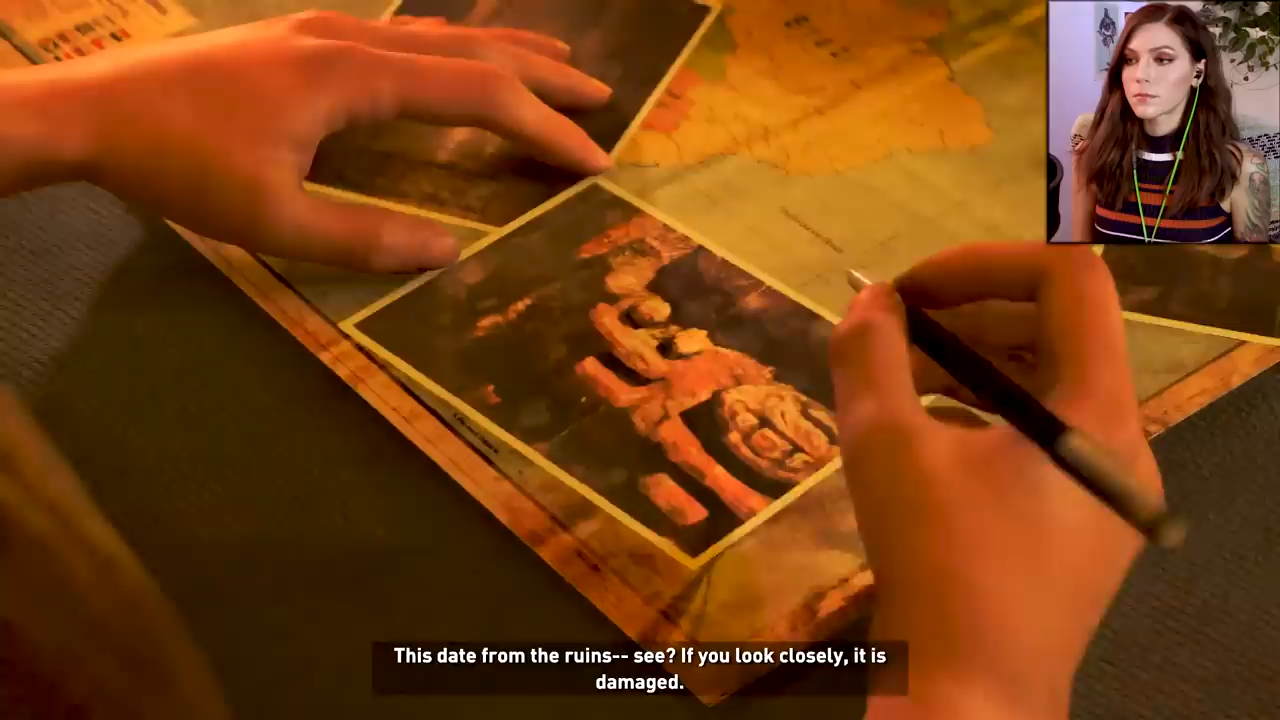 This date from the ruins-- see? If you look closely, it is
damaged.